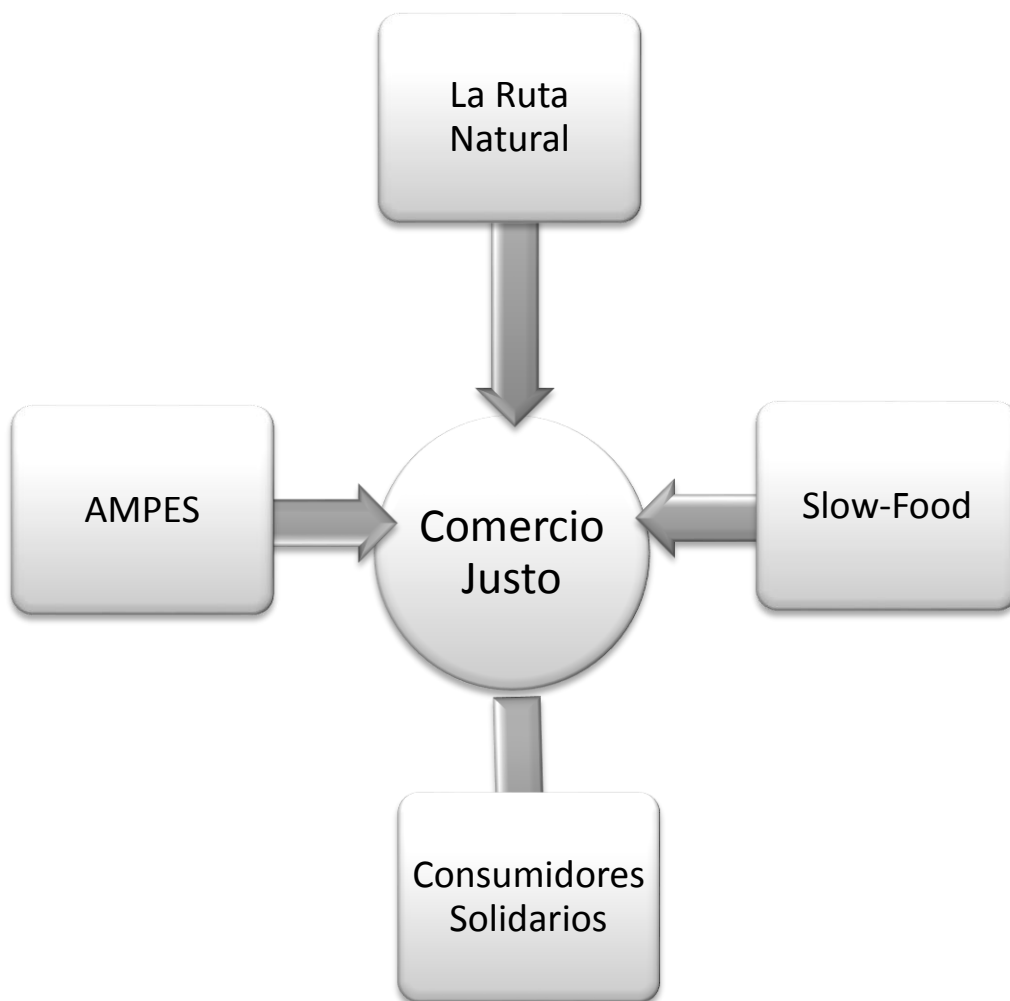 La Ruta
Natural
AMPES
Comercio
Justo
Slow-Food
Consumidores
Solidarios